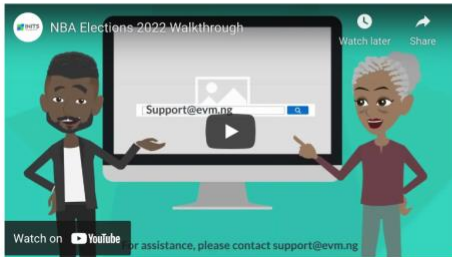 NBA Elections 2022 Walkthrough
Watch later
Share
Support@evm.ng
Watch on YouTube
or assistance, please contact support@evm.ng